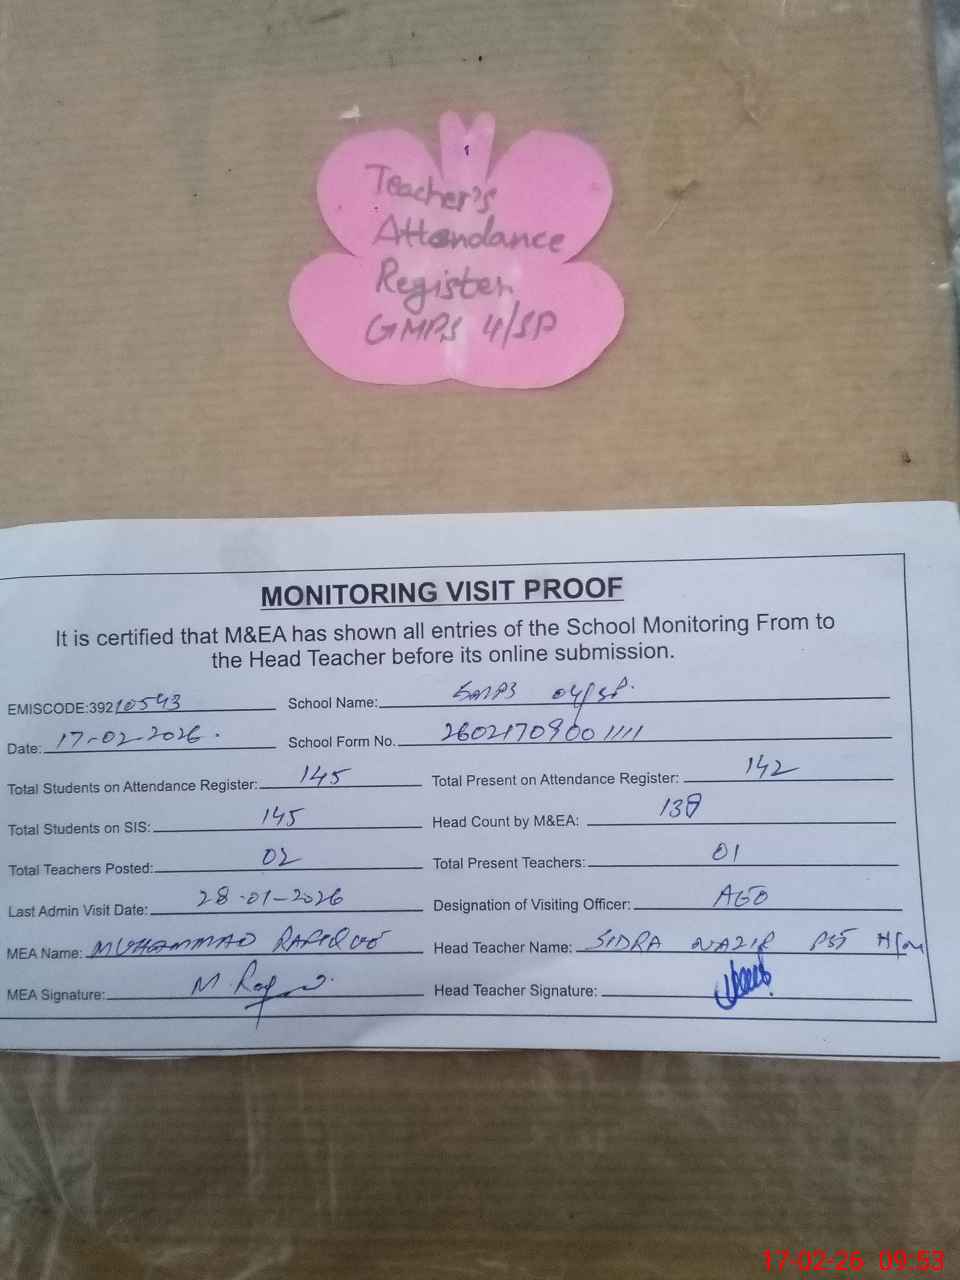 Teacher's
Attendance
Register
GMPS 4/SP
MONITORING VISIT PROOF
It is certified that M&EA has shown all entries of the School Monitoring From to
the Head Teacher before its online submission.
EMISCODE:39210543 School Name: GMPS 04/SP.
Date: 17-02-2026. School Form No. 26021709001111
Total Students on Attendance Register: 145 Total Present on Attendance Register: 142
Total Students on SIS: 145 Head Count by M&EA: 138
Total Teachers Posted: 02 Total Present Teachers: 01
Last Admin Visit Date: 28-01-2026 Designation of Visiting Officer: AEO
MEA Name: MUHAMMAD Head Teacher Name: SIDRA NAZIR PST
MEA Signature: Head Teacher Signature:
17-02-26 09:53